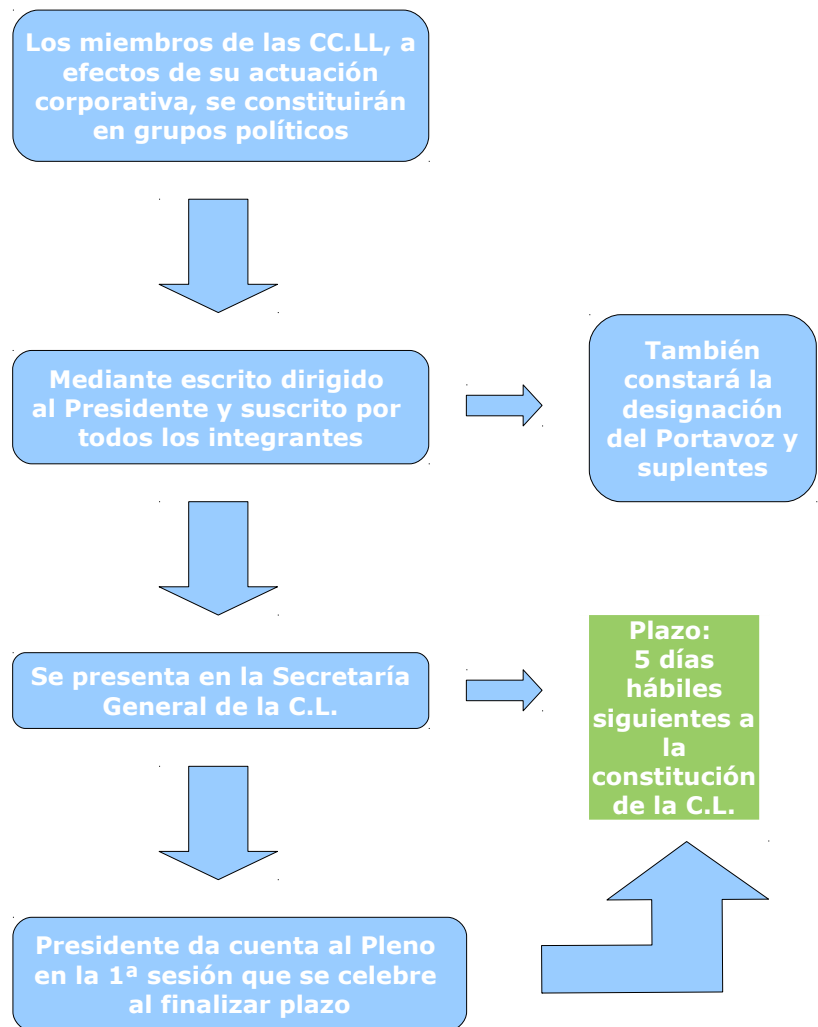 Los miembros de las CC.LL, a
efectos de su actuación
corporativa, se constituirán
en grupos políticos
Mediante escrito dirigido
al Presidente y suscrito por
todos los integrantes
También
constará la
designación
del Portavoz y
suplentes
Se presenta en la Secretaría
General de la C.L.
Plazo:
5 días
hábiles
siguientes a
la
constitución
de la C.L.
Presidente da cuenta al Pleno
en la 1ª sesión que se celebre
al finalizar plazo